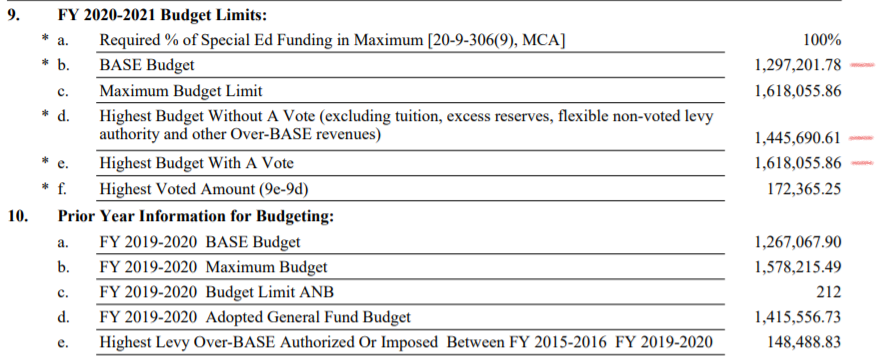 9. FY 2020-2021 Budget Limits:
* a. Required % of Special Ed Funding in Maximum [20-9-306(9), MCA] 100%
* b. BASE Budget 1,297,201.78
c. Maximum Budget Limit 1,618,055.86
* d. Highest Budget Without A Vote (excluding tuition, excess reserves, flexible non-voted levy
authority and other Over-BASE revenues) 1,445,690.61
* e. Highest Budget With A Vote 1,618,055.86
* f. Highest Voted Amount (9e-9d) 172,365.25
10. Prior Year Information for Budgeting:
a. FY 2019-2020 BASE Budget 1,267,067.90
b. FY 2019-2020 Maximum Budget 1,578,215.49
c. FY 2019-2020 Budget Limit ANB 212
d. FY 2019-2020 Adopted General Fund Budget 1,415,556.73
e. Highest Levy Over-BASE Authorized Or Imposed Between FY 2015-2016 FY 2019-2020 148,488.83